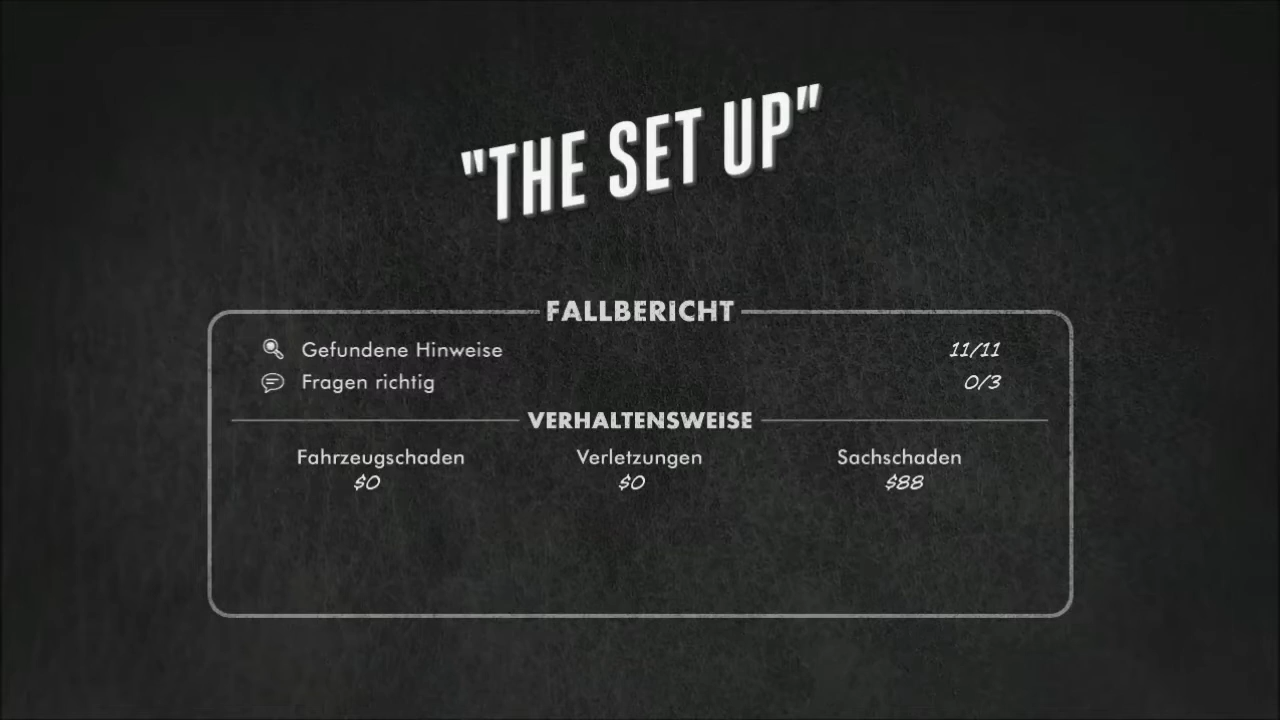 "THE SET UP"
FALLBERICHT
Gefundene Hinweise 11/11
Fragen richtig 0/3
VERHALTENSWEISE
Fahrzeugschaden Verletzungen Sachschaden
$0 $0 $88